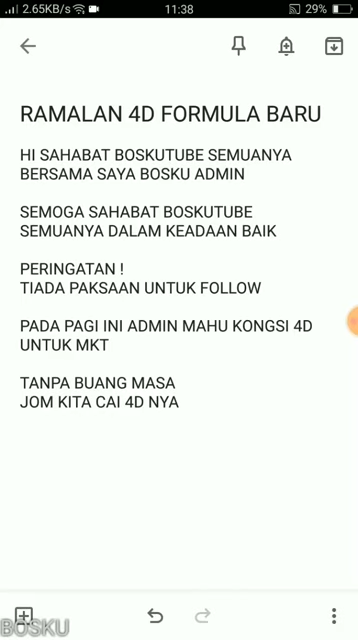 2.65KB/s 11:38 29%
RAMALAN 4D FORMULA BARU
HI SAHABAT BOSKUTUBE SEMUANYA
BERSAMA SAYA BOSKU ADMIN
SEMOGA SAHABAT BOSKUTUBE
SEMUANYA DALAM KEADAAN BAIK
PERINGATAN !
TIADA PAKSAAN UNTUK FOLLOW
PADA PAGI INI ADMIN MAHU KONGSI 4D
UNTUK MKT
TANPA BUANG MASA
JOM KITA CAI 4D NYA
BOSKU